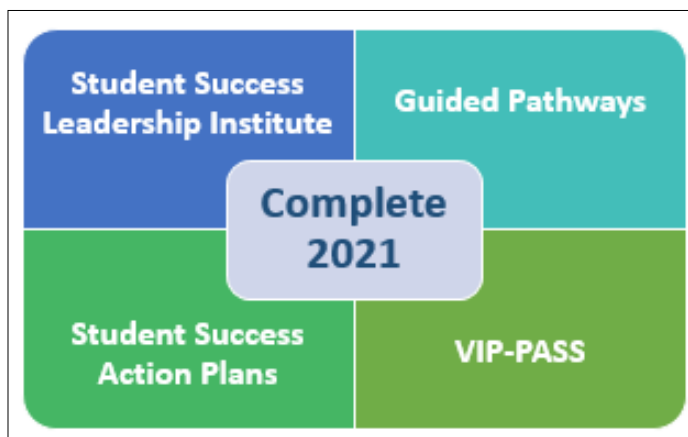 Student Success
Leadership Institute
Guided Pathways
Complete
2021
Student Success
Action Plans
VIP-PASS